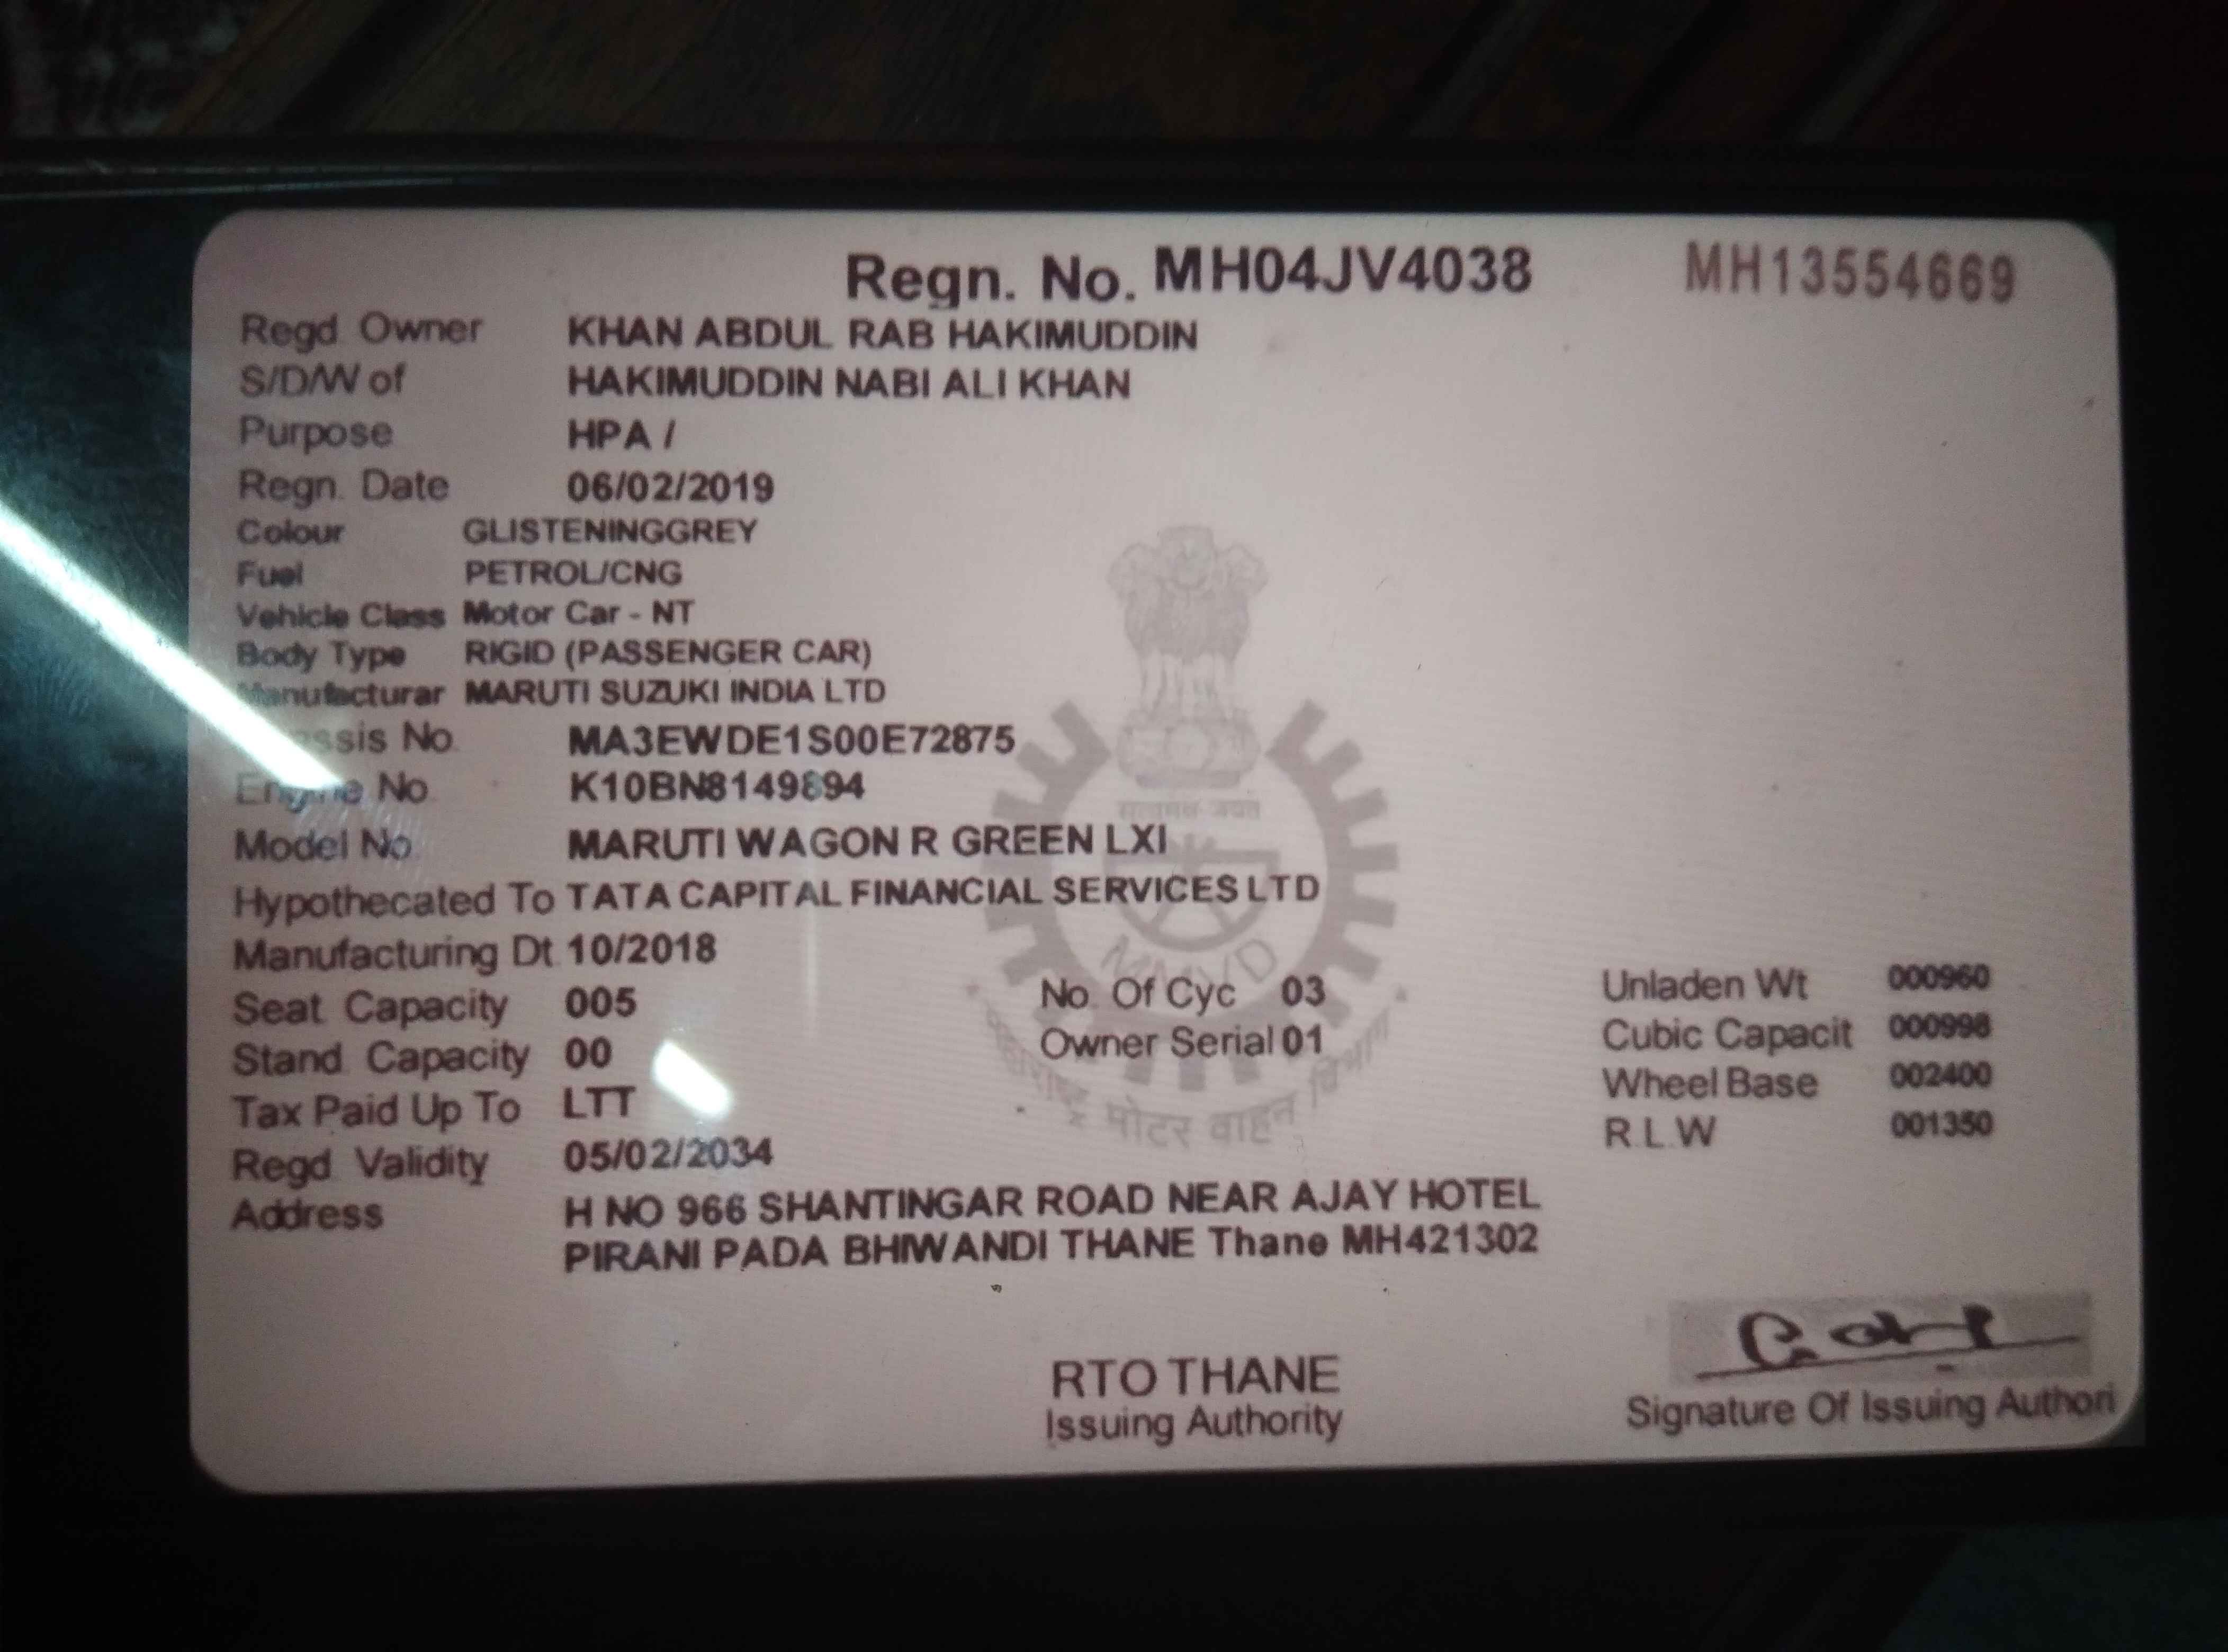 Regn. No. MH04JV4038 MH13554669
Regd. Owner KHAN ABDUL RAB HAKIMUDDIN
S/D/W of HAKIMUDDIN NABI ALI KHAN
Purpose HPA /
Regn. Date 06/02/2019
Colour GLISTENINGGREY
Fuel PETROL/CNG
Vehicle Class Motor Car - NT
Body Type RIGID (PASSENGER CAR)
Manufacturar MARUTI SUZUKI INDIA LTD
No. MA3EWDE1S00E72875
Engine No. K10BN8149894
Model No. MARUTI WAGON R GREEN LXI
Hypothecated To TATA CAPITAL FINANCIAL SERVICES LTD
Manufacturing Dt. 10/2018
Seat. Capacity 005 No. Of Cyc 03 Unladen Wt 000960
Stand. Capacity 00 Owner Serial 01 Cubic Capacit 000998
Tax Paid Up To LTT Wheel Base 002400
Regd. Validity 05/02/2034 R.L.W 001350
Address H NO 966 SHANTINGAR ROAD NEAR AJAY HOTEL
PIRANI PADA BHIWANDI THANE Thane MH421302
सत्यमेव जयते
MMVD
महाराष्ट्र मोटर वाहन विभाग
RTO THANE
Issuing Authority
Signature Of Issuing Authori